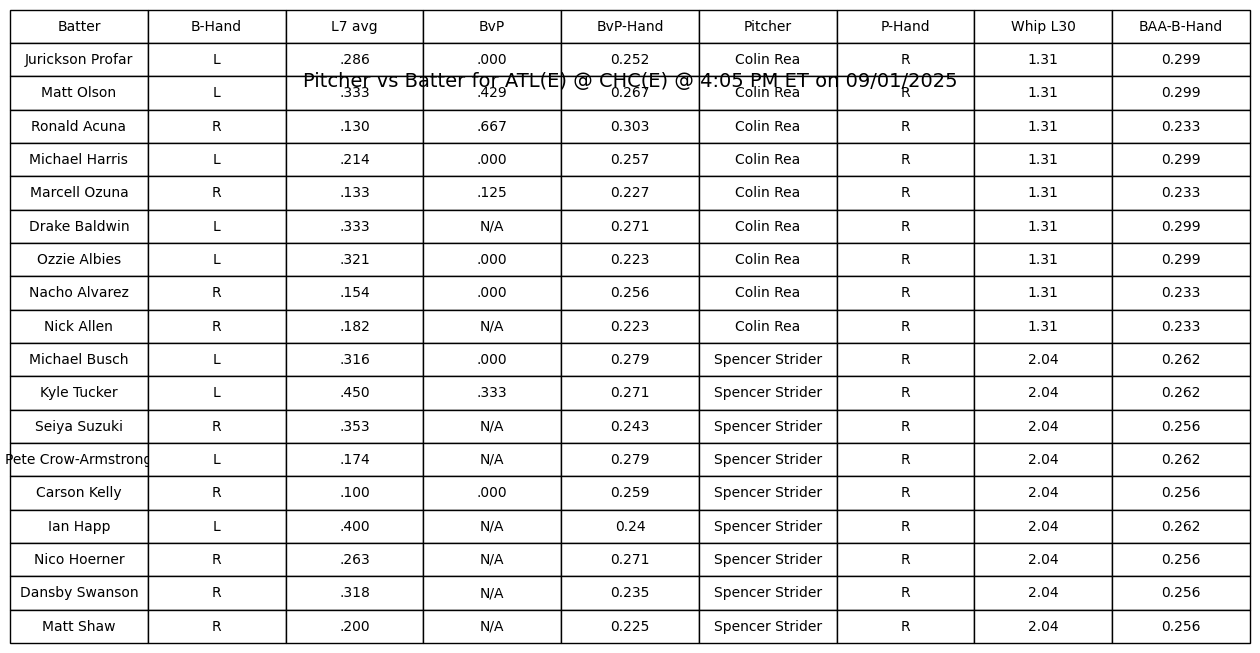 Batter B-Hand L7 avg BvP BvP-Hand Pitcher P-Hand Whip L30 BAA-B-Hand
Jurickson Profar L .286 .000 0.252 Colin Rea R 1.31 0.299
Pitcher vs Batter for ATL(E) @ CHC(E) @ 4:05 PM ET on 09/01/2025
Matt Olson L .333 .429 0.267 Colin Rea R 1.31 0.299
Ronald Acuna R .130 .667 0.303 Colin Rea R 1.31 0.233
Michael Harris L .214 .000 0.257 Colin Rea R 1.31 0.299
Marcell Ozuna R .133 .125 0.227 Colin Rea R 1.31 0.233
Drake Baldwin L .333 N/A 0.271 Colin Rea R 1.31 0.299
Ozzie Albies L .321 .000 0.223 Colin Rea R 1.31 0.299
Nacho Alvarez R .154 .000 0.256 Colin Rea R 1.31 0.233
Nick Allen R .182 N/A 0.223 Colin Rea R 1.31 0.233
Michael Busch L .316 .000 0.279 Spencer Strider R 2.04 0.262
Kyle Tucker L .450 .333 0.271 Spencer Strider R 2.04 0.262
Seiya Suzuki R .353 N/A 0.243 Spencer Strider R 2.04 0.256
Pete Crow-Armstrong L .174 N/A 0.279 Spencer Strider R 2.04 0.262
Carson Kelly R .100 .000 0.259 Spencer Strider R 2.04 0.256
Ian Happ L .400 N/A 0.24 Spencer Strider R 2.04 0.262
Nico Hoerner R .263 N/A 0.271 Spencer Strider R 2.04 0.256
Dansby Swanson R .318 N/A 0.235 Spencer Strider R 2.04 0.256
Matt Shaw R .200 N/A 0.225 Spencer Strider R 2.04 0.256